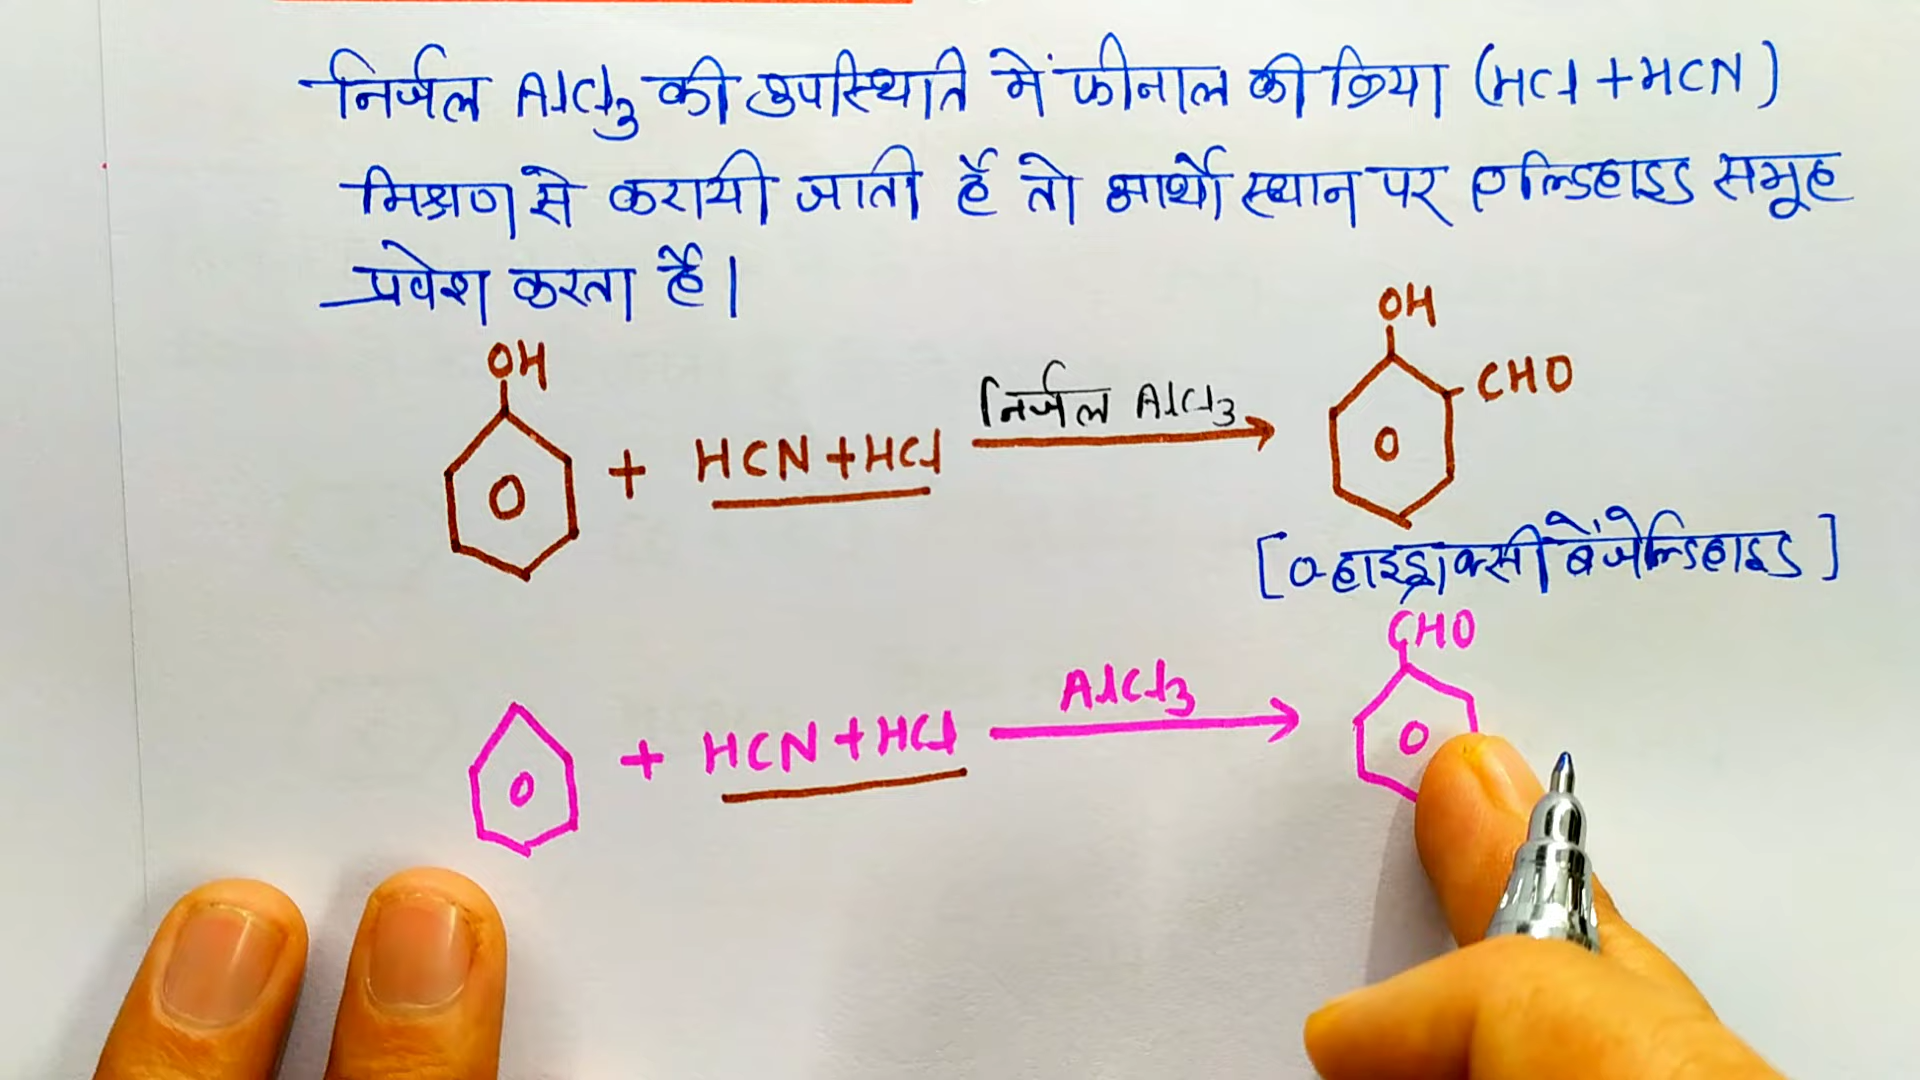 निर्जल AlCl3 की उपस्थिति में फीनाल की क्रिया (HCl + HCN)
मिश्रण से करायी जाती है तो आर्थो स्थान पर एल्डिहाइड समूह
प्रवेश करता है।
OH
+ HCN + HCl
निर्जल AlCl3
OH
CHO
[o-हाइड्राक्सी बेंजेल्डिहाइड]
+ HCN + HCl
AlCl3
CHO